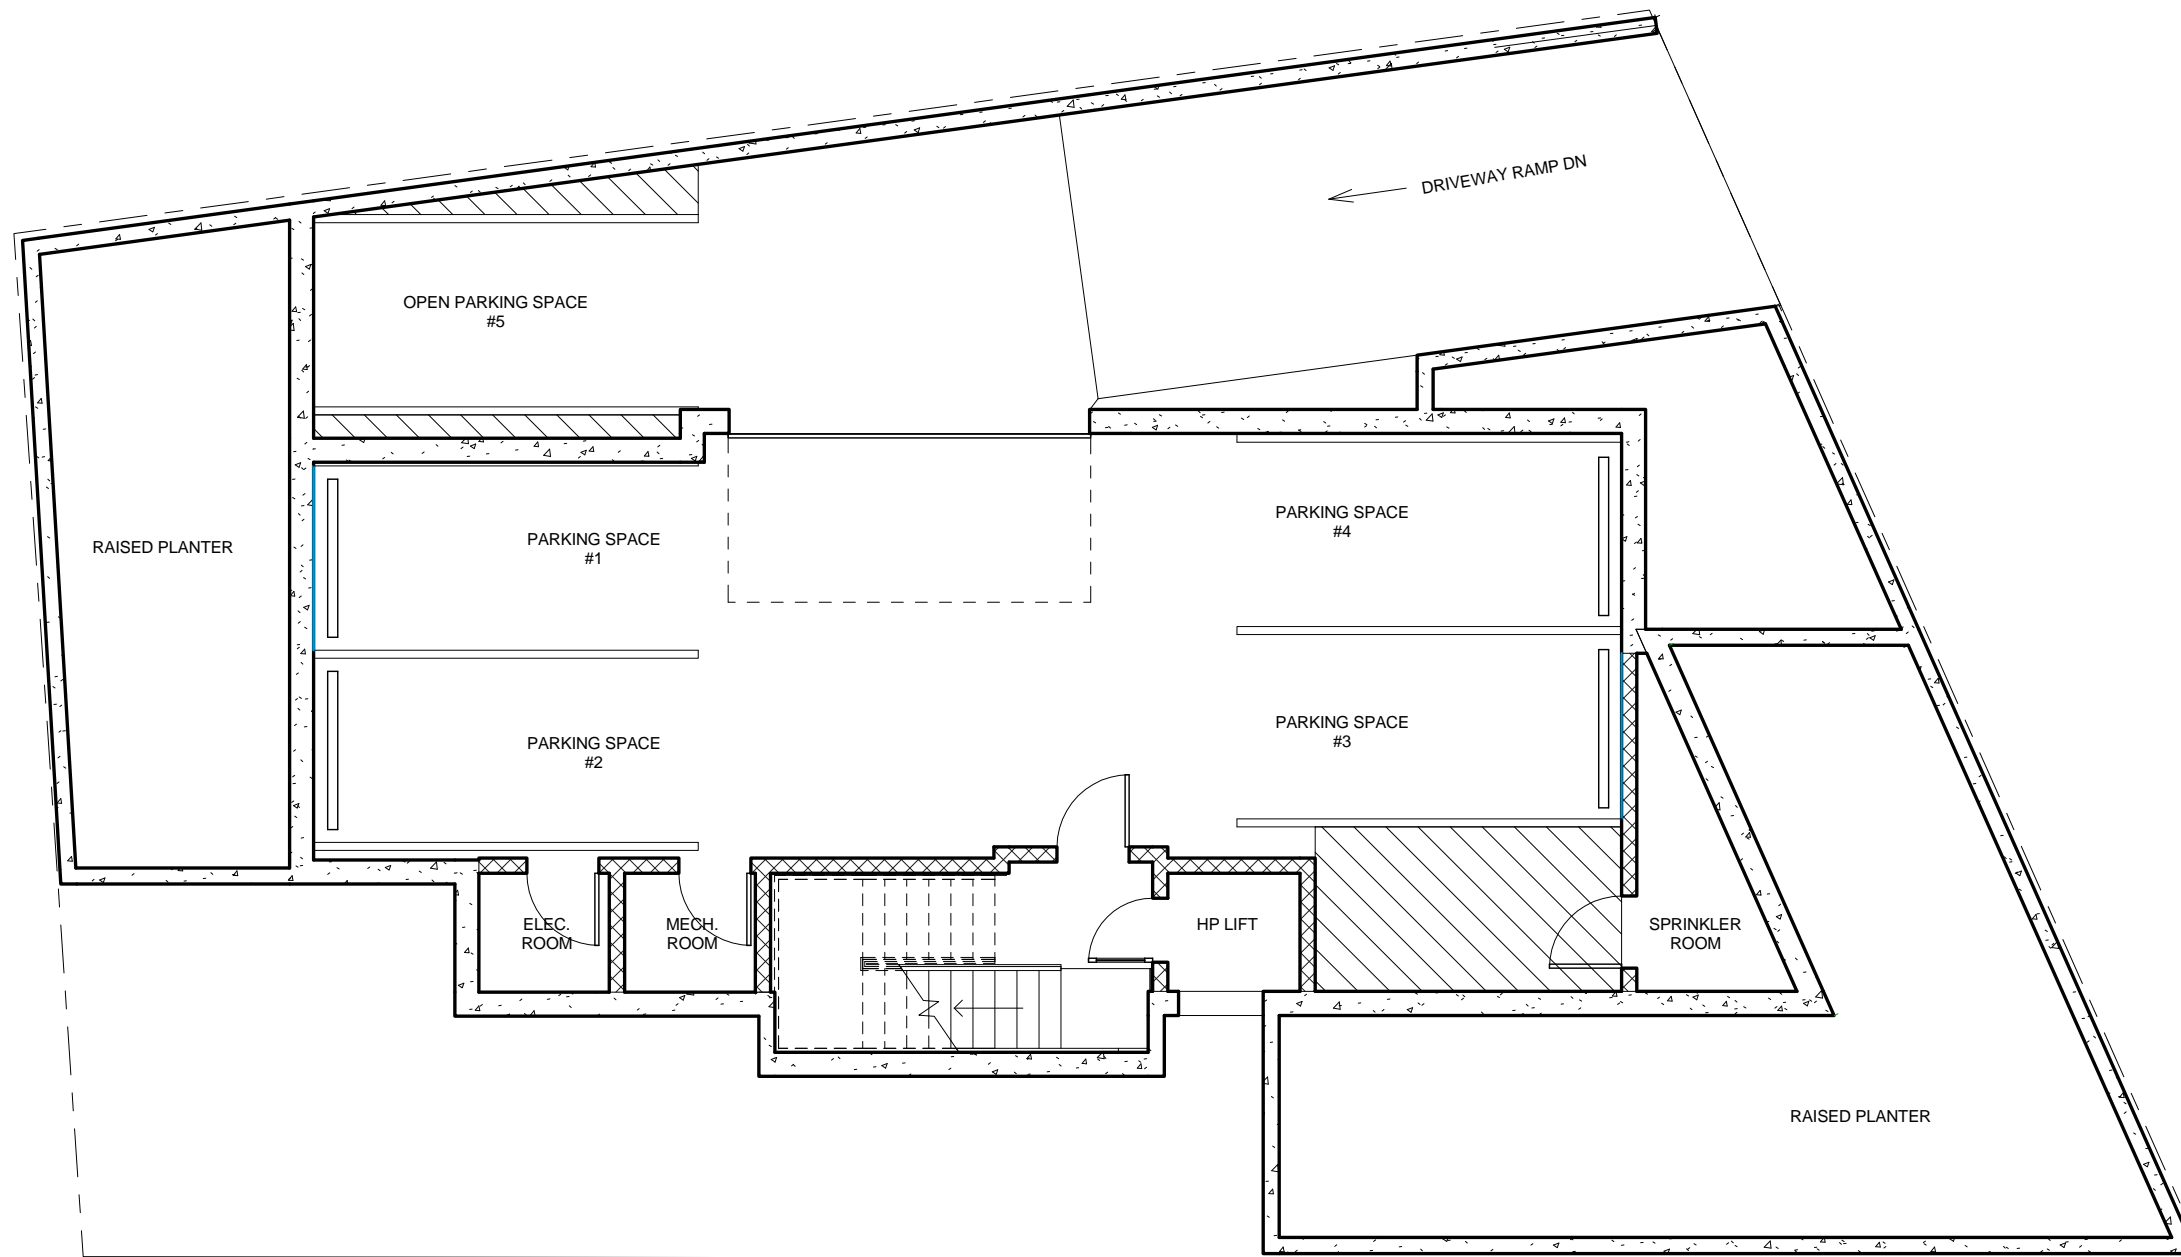 DRIVEWAY RAMP DN
OPEN PARKING SPACE
#5
PARKING SPACE
#4
PARKING SPACE
#1
RAISED PLANTER
PARKING SPACE
#3
PARKING SPACE
#2
ELEC.
ROOM
MECH.
ROOM
HP LIFT
SPRINKLER
ROOM
RAISED PLANTER